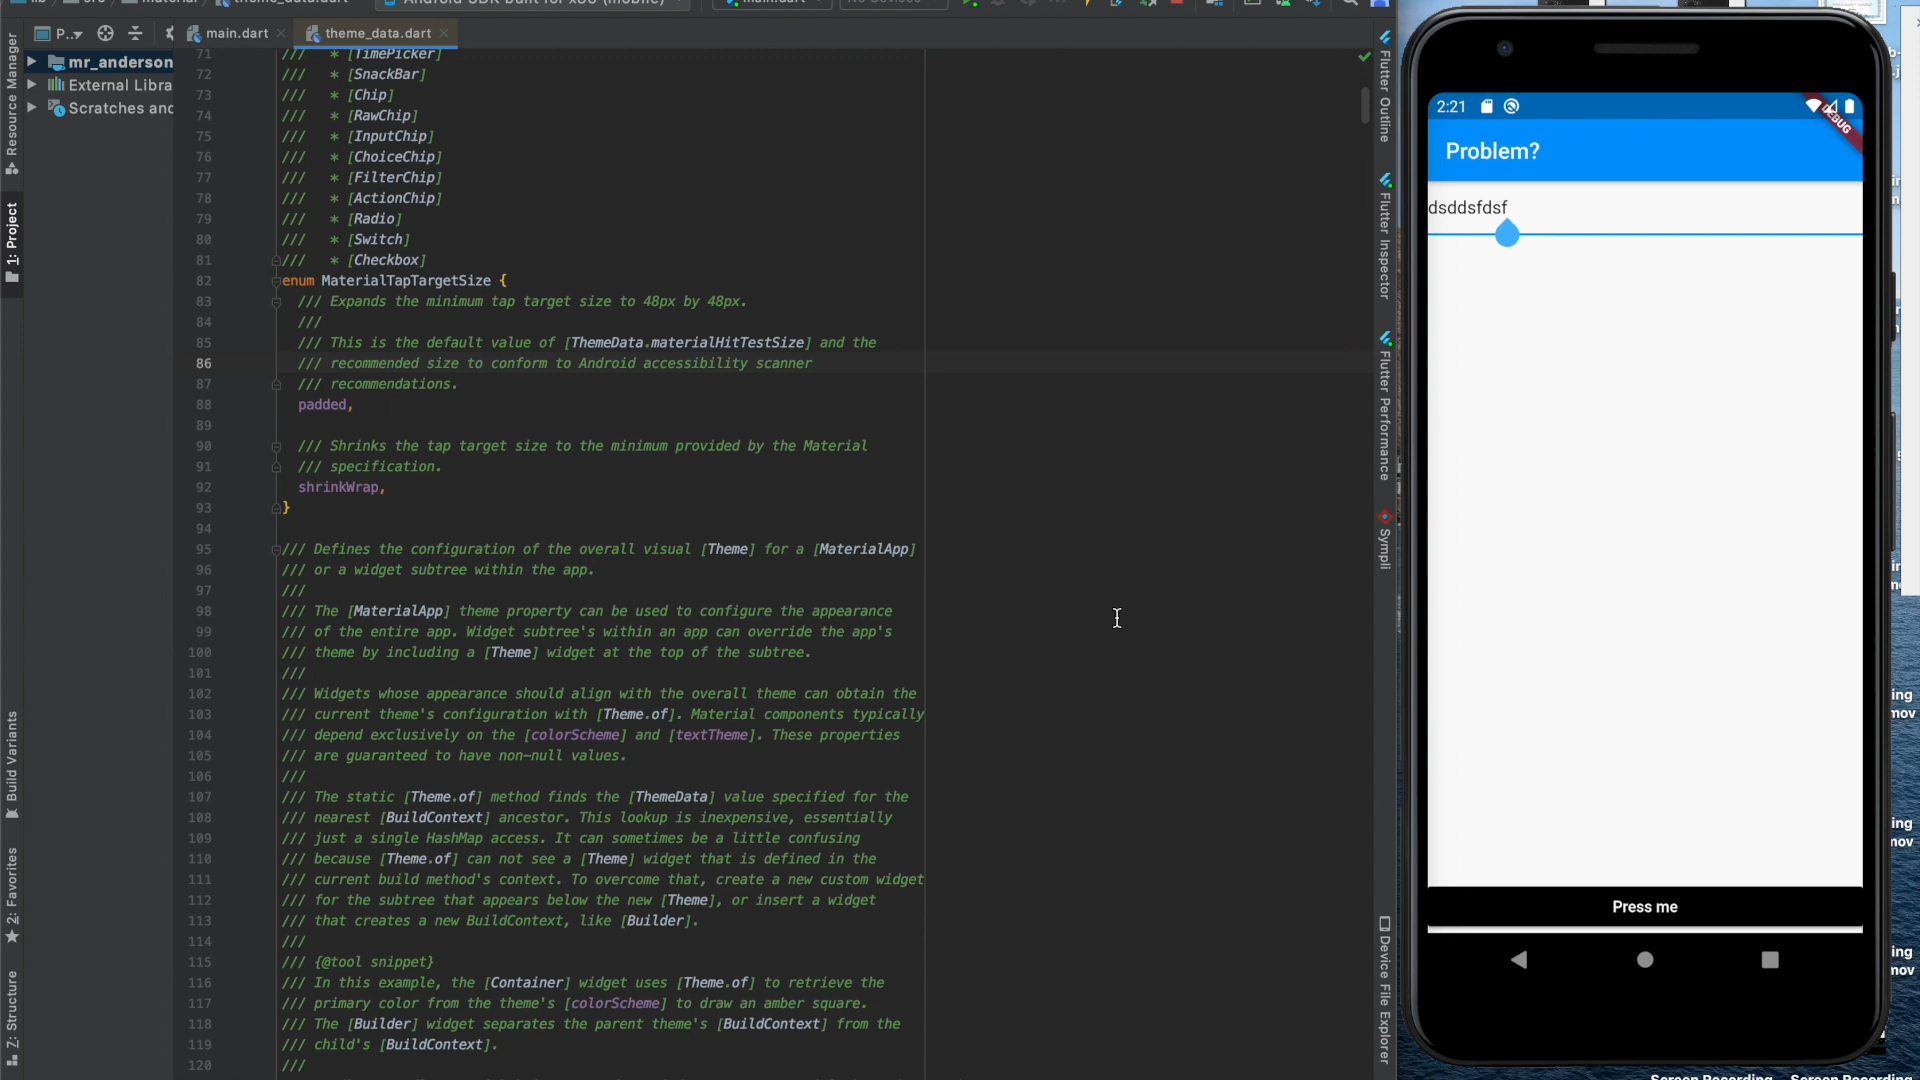 main.dart
theme_data.dart
P...
mr_anderson
External Libra
Scratches and
Resource Manager
1: Project
Build Variants
2: Favorites
Z: Structure
71 /// * [TimePicker]
72 /// * [SnackBar]
73 /// * [Chip]
74 /// * [RawChip]
75 /// * [InputChip]
76 /// * [ChoiceChip]
77 /// * [FilterChip]
78 /// * [ActionChip]
79 /// * [Radio]
80 /// * [Switch]
81 /// * [Checkbox]
82 enum MaterialTapTargetSize {
83 /// Expands the minimum tap target size to 48px by 48px.
84 ///
85 /// This is the default value of [ThemeData.materialHitTestSize] and the
86 /// recommended size to conform to Android accessibility scanner
87 /// recommendations.
88 padded,
89
90 /// Shrinks the tap target size to the minimum provided by the Material
91 /// specification.
92 shrinkWrap,
93 }
94
95 /// Defines the configuration of the overall visual [Theme] for a [MaterialApp]
96 /// or a widget subtree within the app.
97 ///
98 /// The [MaterialApp] theme property can be used to configure the appearance
99 /// of the entire app. Widget subtree's within an app can override the app's
100 /// theme by including a [Theme] widget at the top of the subtree.
101 ///
102 /// Widgets whose appearance should align with the overall theme can obtain the
103 /// current theme's configuration with [Theme.of]. Material components typically
104 /// depend exclusively on the [colorScheme] and [textTheme]. These properties
105 /// are guaranteed to have non-null values.
106 ///
107 /// The static [Theme.of] method finds the [ThemeData] value specified for the
108 /// nearest [BuildContext] ancestor. This lookup is inexpensive, essentially
109 /// just a single HashMap access. It can sometimes be a little confusing
110 /// because [Theme.of] can not see a [Theme] widget that is defined in the
111 /// current build method's context. To overcome that, create a new custom widget
112 /// for the subtree that appears below the new [Theme], or insert a widget
113 /// that creates a new BuildContext, like [Builder].
114 ///
115 /// {@tool snippet}
116 /// In this example, the [Container] widget uses [Theme.of] to retrieve the
117 /// primary color from the theme's [colorScheme] to draw an amber square.
118 /// The [Builder] widget separates the parent theme's [BuildContext] from the
119 /// child's [BuildContext].
120 ///
Flutter Outline
Flutter Inspector
Flutter Performance
Sympli
Device File Explorer
2:21
DEBUG
Problem?
dsddsfdsf
Press me
ing
mov
ing
nov
ing
nov